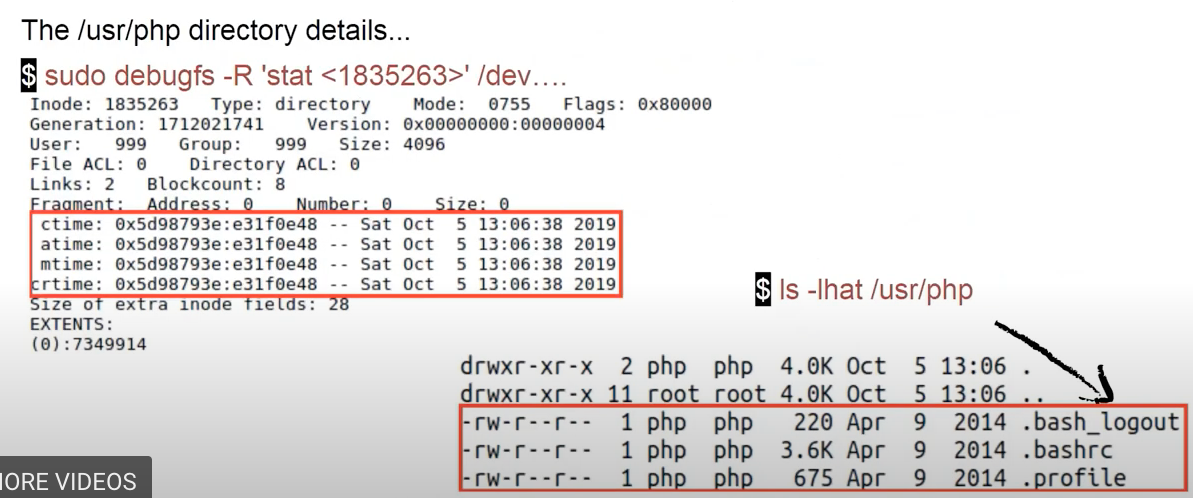 The /usr/php directory details...
$ sudo debugfs -R 'stat <1835263>' /dev....
Inode: 1835263   Type: directory    Mode:  0755   Flags: 0x80000
Generation: 1712021741    Version: 0x00000000:00000004
User:   999   Group:   999   Size: 4096
File ACL: 0    Directory ACL: 0
Links: 2   Blockcount: 8
Fragment:  Address: 0    Number: 0    Size: 0
ctime: 0x5d98793e:e31f0e48 -- Sat Oct  5 13:06:38 2019
atime: 0x5d98793e:e31f0e48 -- Sat Oct  5 13:06:38 2019
mtime: 0x5d98793e:e31f0e48 -- Sat Oct  5 13:06:38 2019
crtime: 0x5d98793e:e31f0e48 -- Sat Oct  5 13:06:38 2019
Size of extra inode fields: 28
EXTENTS:
(0):7349914
$ ls -lhat /usr/php
drwxr-xr-x  2 php  php  4.0K Oct  5 13:06 .
drwxr-xr-x 11 root root 4.0K Oct  5 13:06 ..
-rw-r--r--  1 php  php   220 Apr  9  2014 .bash_logout
-rw-r--r--  1 php  php  3.6K Apr  9  2014 .bashrc
-rw-r--r--  1 php  php   675 Apr  9  2014 .profile
MORE VIDEOS